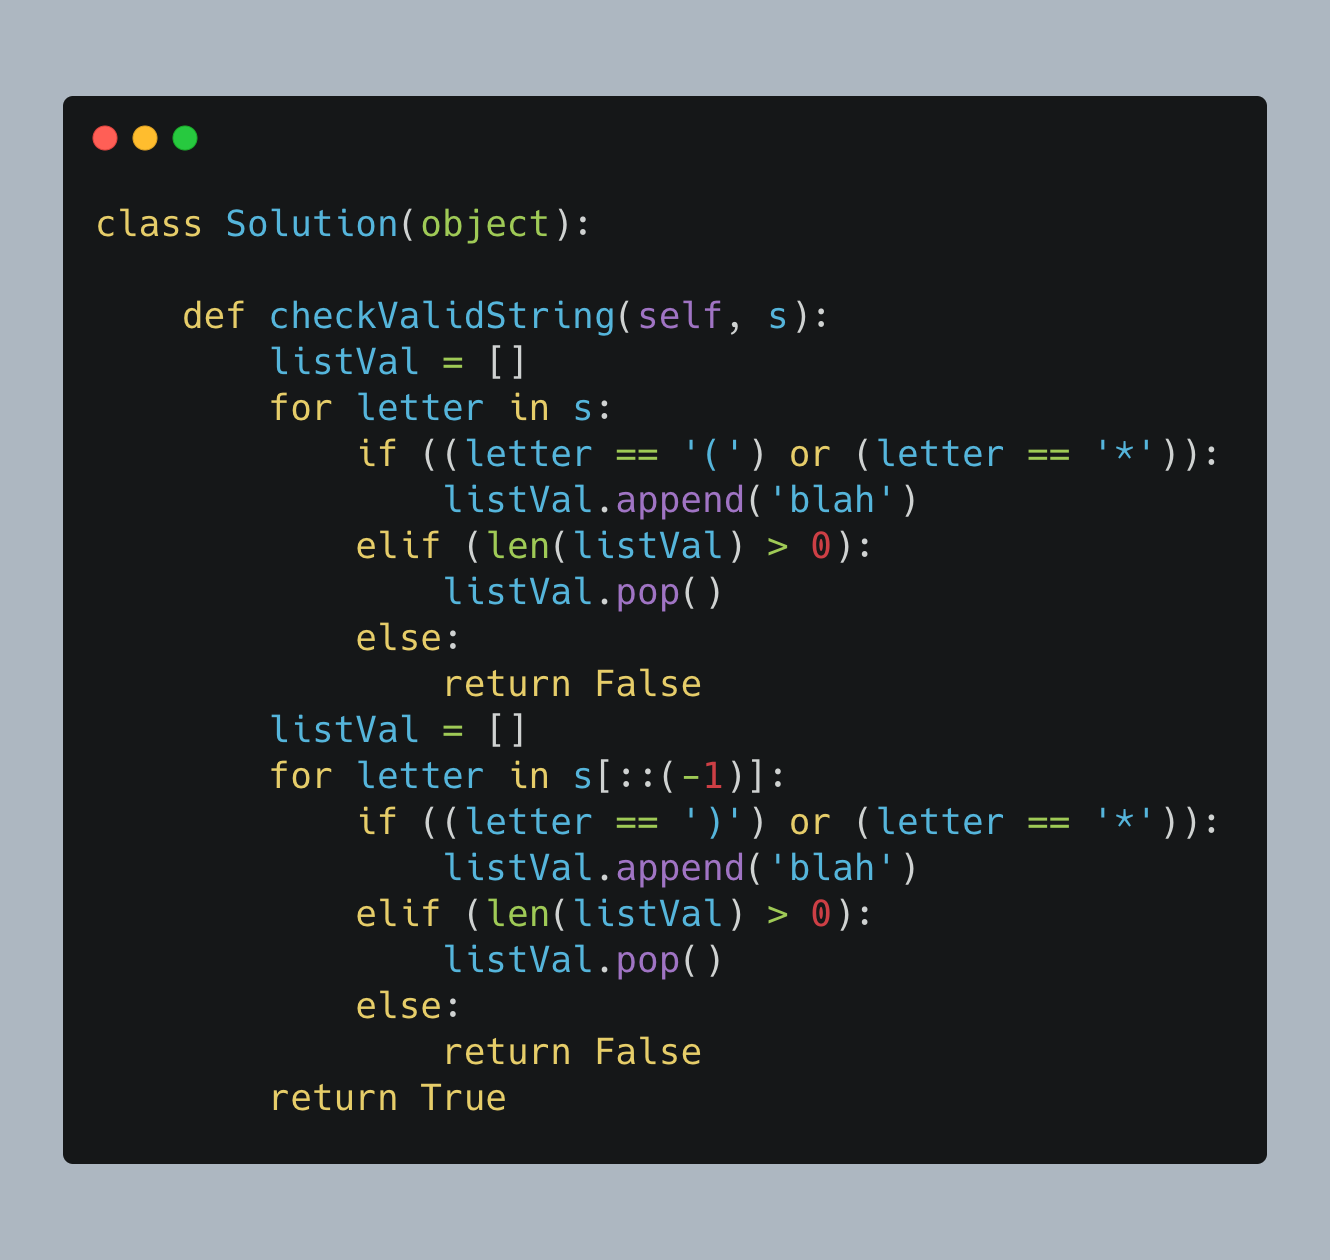 class Solution(object):

    def checkValidString(self, s):
        listVal = []
        for letter in s:
            if ((letter == '(') or (letter == '*')):
                listVal.append('blah')
            elif (len(listVal) > 0):
                listVal.pop()
            else:
                return False
        listVal = []
        for letter in s[::(-1)]:
            if ((letter == ')') or (letter == '*')):
                listVal.append('blah')
            elif (len(listVal) > 0):
                listVal.pop()
            else:
                return False
        return True